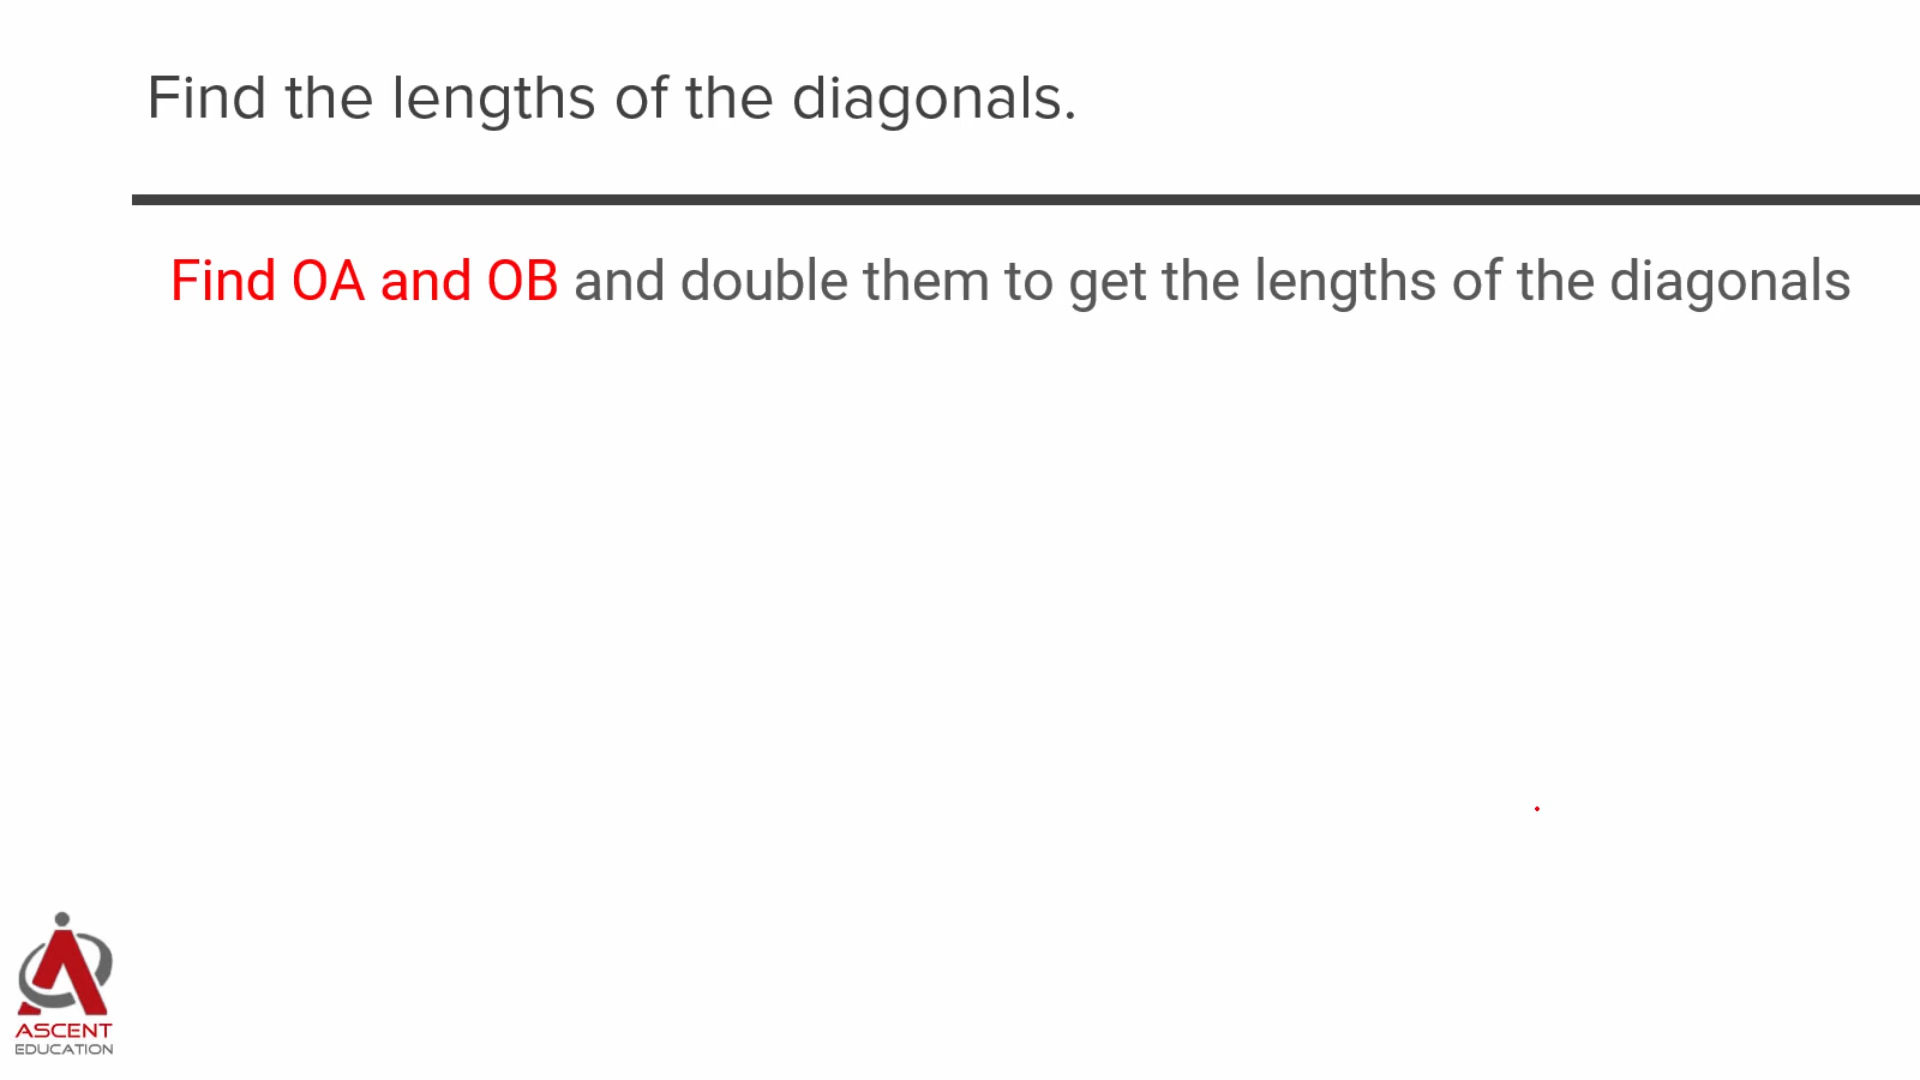 Find the lengths of the diagonals.
Find OA and OB and double them to get the lengths of the diagonals
ASCENT
EDUCATION